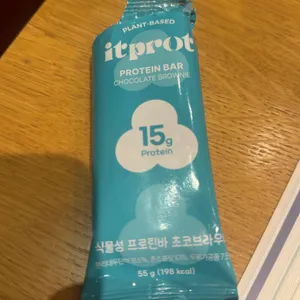 PLANT-BASED
itprot
PROTEIN BAR
CHOCOLATE BROWNIE
15g
Protein
식물성 프로틴바 초코브라우
55 g (198 kcal)